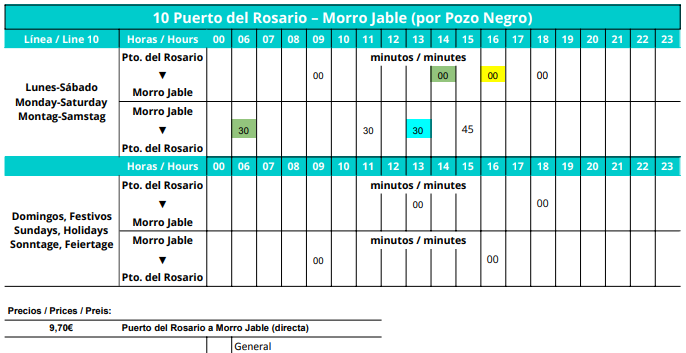 10 Puerto del Rosario – Morro Jable (por Pozo Negro)
Línea / Line 10 Horas / Hours 00 06 07 08 09 10 11 12 13 14 15 16 17 18 19 20 21 22 23
Lunes-Sábado
Monday-Saturday
Montag-Samstag
Pto. del Rosario
▼
Morro Jable
minutos / minutes
00 00 00 00
Morro Jable
▼
Pto. del Rosario
30 30 30 45
Horas / Hours 00 06 07 08 09 10 11 12 13 14 15 16 17 18 19 20 21 22 23
Domingos, Festivos
Sundays, Holidays
Sonntage, Feiertage
Pto. del Rosario
▼
Morro Jable
minutos / minutes
00 00
Morro Jable
▼
Pto. del Rosario
minutos / minutes
00 00
Precios / Prices / Preis:
9,70€ Puerto del Rosario a Morro Jable (directa)
General